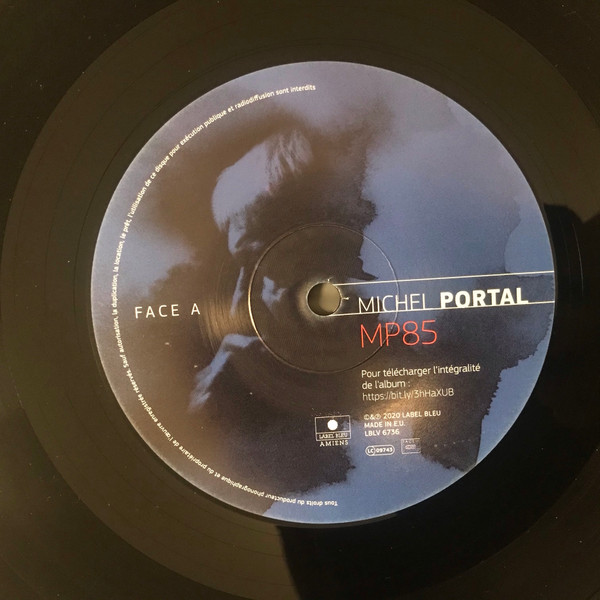 Tous droits du producteur phonographique et du propriétaire de l'œuvre enregistrée réservés. Sauf autorisation, la duplication, la location, le prêt, l'utilisation de ce disque pour exécution publique et radiodiffusion sont interdits
FACE A
MICHEL PORTAL
MP85
Pour télécharger l'intégralité
de l'album :
https://bit.ly/3hHaXUB
©&℗ 2020 LABEL BLEU
MADE IN E.U.
LBLV 6736
LABEL BLEU
AMIENS
LC 09743